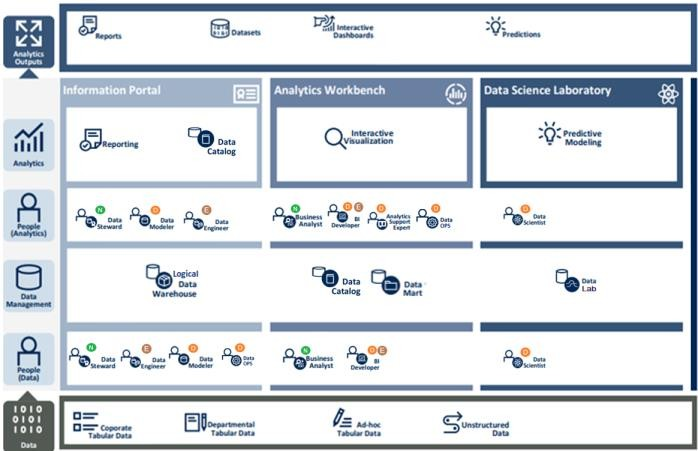 Analytics
Outputs
Reports
Datasets
Interactive
Dashboards
Predictions
Information Portal
Analytics Workbench
Data Science Laboratory
Analytics
Reporting
Data
Catalog
Interactive
Visualization
Predictive
Modeling
People
(Analytics)
N
Data
Steward
D
Data
Modeler
E
Data
Engineer
N
Business
Analyst
D E
BI
Developer
D
Analytics
Support
Expert
D
Data
OPS
D
Data
Scientist
Data
Management
Logical
Data
Warehouse
Data
Catalog
Data
Mart
Data
Lab
People
(Data)
N
Data
Steward
E
Data
Engineer
D
Data
Modeler
D
Data
OPS
N
Business
Analyst
D E
BI
Developer
D
Data
Scientist
1010
0101
1010
Data
Coporate
Tabular Data
Departmental
Tabular Data
Ad-hoc
Tabular Data
Unstructured
Data